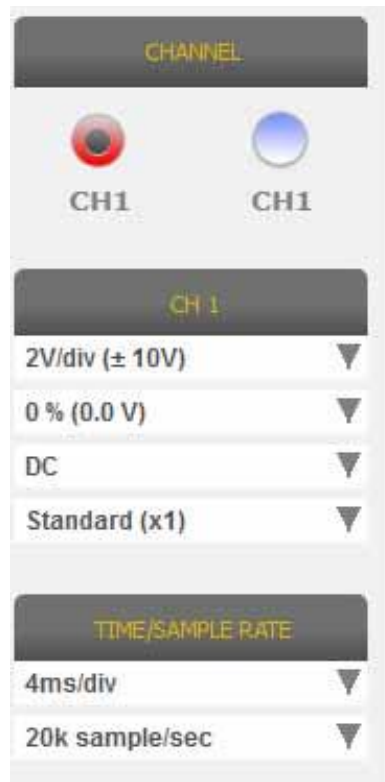 CHANNEL
CH1 CH1
CH 1
2V/div (± 10V)
0 % (0.0 V)
DC
Standard (x1)
TIME/SAMPLE RATE
4ms/div
20k sample/sec